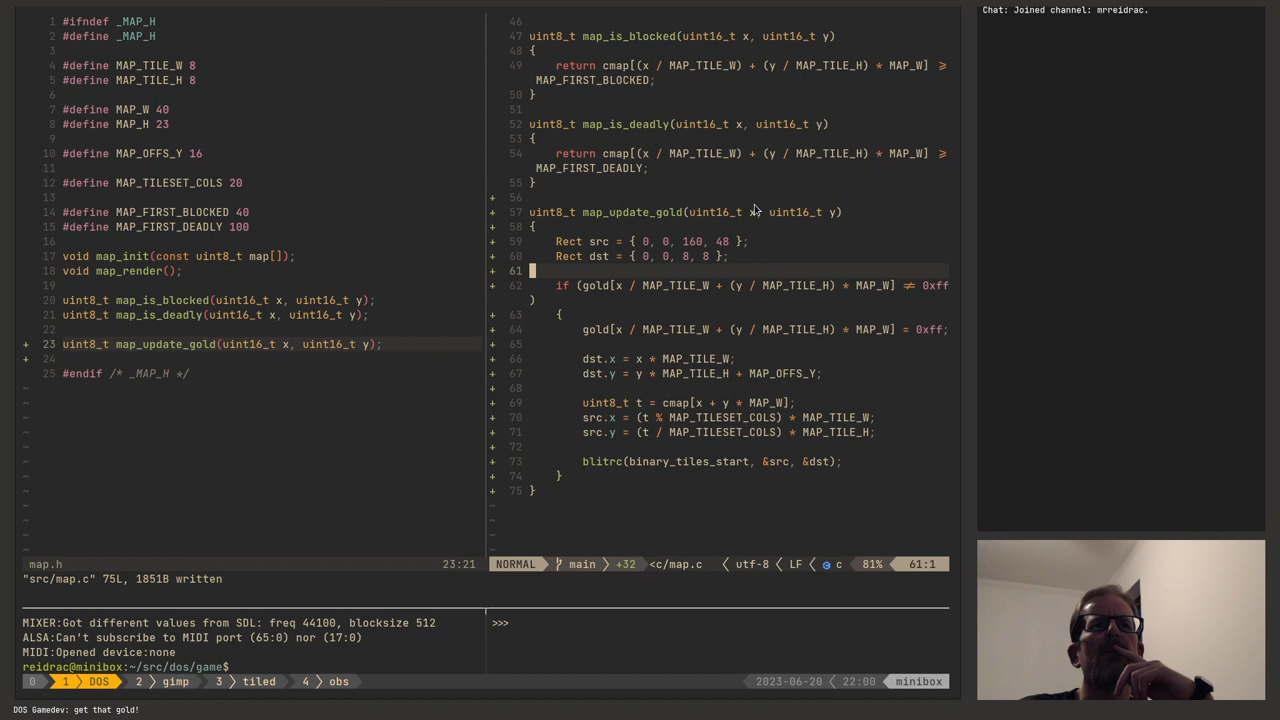 Chat: Joined channel: mrreidrac.
1 #ifndef _MAP_H
2 #define _MAP_H
3
4 #define MAP_TILE_W 8
5 #define MAP_TILE_H 8
6
7 #define MAP_W 40
8 #define MAP_H 23
9
10 #define MAP_OFFS_Y 16
11
12 #define MAP_TILESET_COLS 20
13
14 #define MAP_FIRST_BLOCKED 40
15 #define MAP_FIRST_DEADLY 100
16
17 void map_init(const uint8_t map[]);
18 void map_render();
19
20 uint8_t map_is_blocked(uint16_t x, uint16_t y);
21 uint8_t map_is_deadly(uint16_t x, uint16_t y);
22
+ 23 uint8_t map_update_gold(uint16_t x, uint16_t y);
+ 24
25 #endif /* _MAP_H */
~
~
~
~
~
~
~
~
~
~
~
~
map.h 23:21
46
47 uint8_t map_is_blocked(uint16_t x, uint16_t y)
48 {
49 return cmap[(x / MAP_TILE_W) + (y / MAP_TILE_H) * MAP_W] >=
MAP_FIRST_BLOCKED;
50 }
51
52 uint8_t map_is_deadly(uint16_t x, uint16_t y)
53 {
54 return cmap[(x / MAP_TILE_W) + (y / MAP_TILE_H) * MAP_W] >=
MAP_FIRST_DEADLY;
55 }
+ 56
+ 57 uint8_t map_update_gold(uint16_t x, uint16_t y)
+ 58 {
+ 59 Rect src = { 0, 0, 160, 48 };
+ 60 Rect dst = { 0, 0, 8, 8 };
+ 61
+ 62 if (gold[x / MAP_TILE_W + (y / MAP_TILE_H) * MAP_W] != 0xff
)
+ 63 {
+ 64 gold[x / MAP_TILE_W + (y / MAP_TILE_H) * MAP_W] = 0xff;
+ 65
+ 66 dst.x = x * MAP_TILE_W;
+ 67 dst.y = y * MAP_TILE_H + MAP_OFFS_Y;
+ 68
+ 69 uint8_t t = cmap[x + y * MAP_W];
+ 70 src.x = (t % MAP_TILESET_COLS) * MAP_TILE_W;
+ 71 src.y = (t / MAP_TILESET_COLS) * MAP_TILE_H;
+ 72
+ 73 blitrc(binary_tiles_start, &src, &dst);
+ 74 }
+ 75 }
~
~
~
~
NORMAL main +32 <c/map.c utf-8 < LF < c 81% 61:1
"src/map.c" 75L, 1851B written
MIXER:Got different values from SDL: freq 44100, blocksize 512
ALSA:Can't subscribe to MIDI port (65:0) nor (17:0)
MIDI:Opened device:none
reidrac@minibox:~/src/dos/game$
>>>
0 1 DOS 2 gimp 3 tiled 4 obs 2023-06-20 22:00 minibox
DOS Gamedev: get that gold!